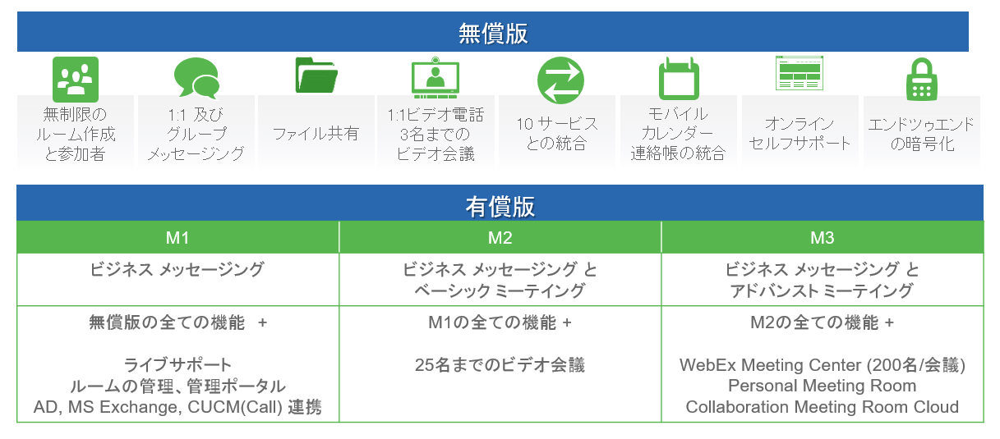 無償版
無制限の
ルーム作成
と参加者
1:1 及び
グループ
メッセージング
ファイル共有
1:1ビデオ電話
3名までの
ビデオ会議
10 サービス
との統合
モバイル
カレンダー
連絡帳の統合
オンライン
セルフサポート
エンドツゥエンド
の暗号化
有償版
M1
M2
M3
ビジネス メッセージング
ビジネス メッセージング と
ベーシック ミーテイング
ビジネス メッセージング と
アドバンスト ミーテイング
無償版の全ての機能 +
ライブサポート
ルームの管理、管理ポータル
AD, MS Exchange, CUCM(Call) 連携
M1の全ての機能 +
25名までのビデオ会議
M2の全ての機能 +
WebEx Meeting Center (200名/会議)
Personal Meeting Room
Collaboration Meeting Room Cloud